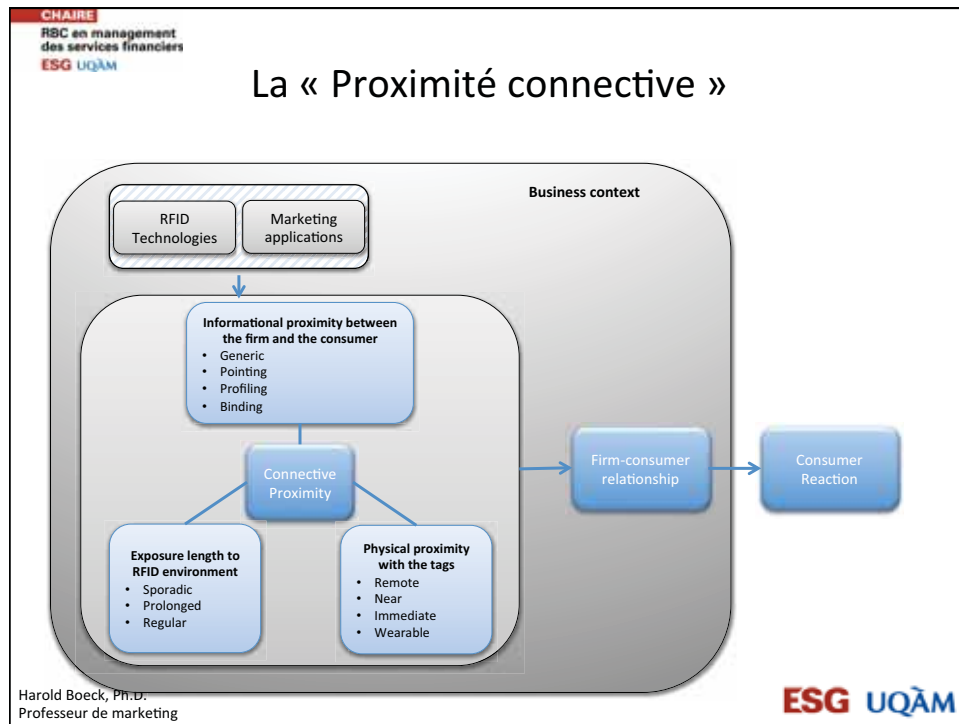 CHAIRE
RBC en management
des services financiers
ESG UQÀM
La « Proximité connective »
Business context
RFID
Technologies
Marketing
applications
Informational proximity between
the firm and the consumer
• Generic
• Pointing
• Profiling
• Binding
Connective
Proximity
Firm-consumer
relationship
Consumer
Reaction
Exposure length to
RFID environment
• Sporadic
• Prolonged
• Regular
Physical proximity
with the tags
• Remote
• Near
• Immediate
• Wearable
Harold Boeck, Ph.D.
Professeur de marketing
ESG UQÀM